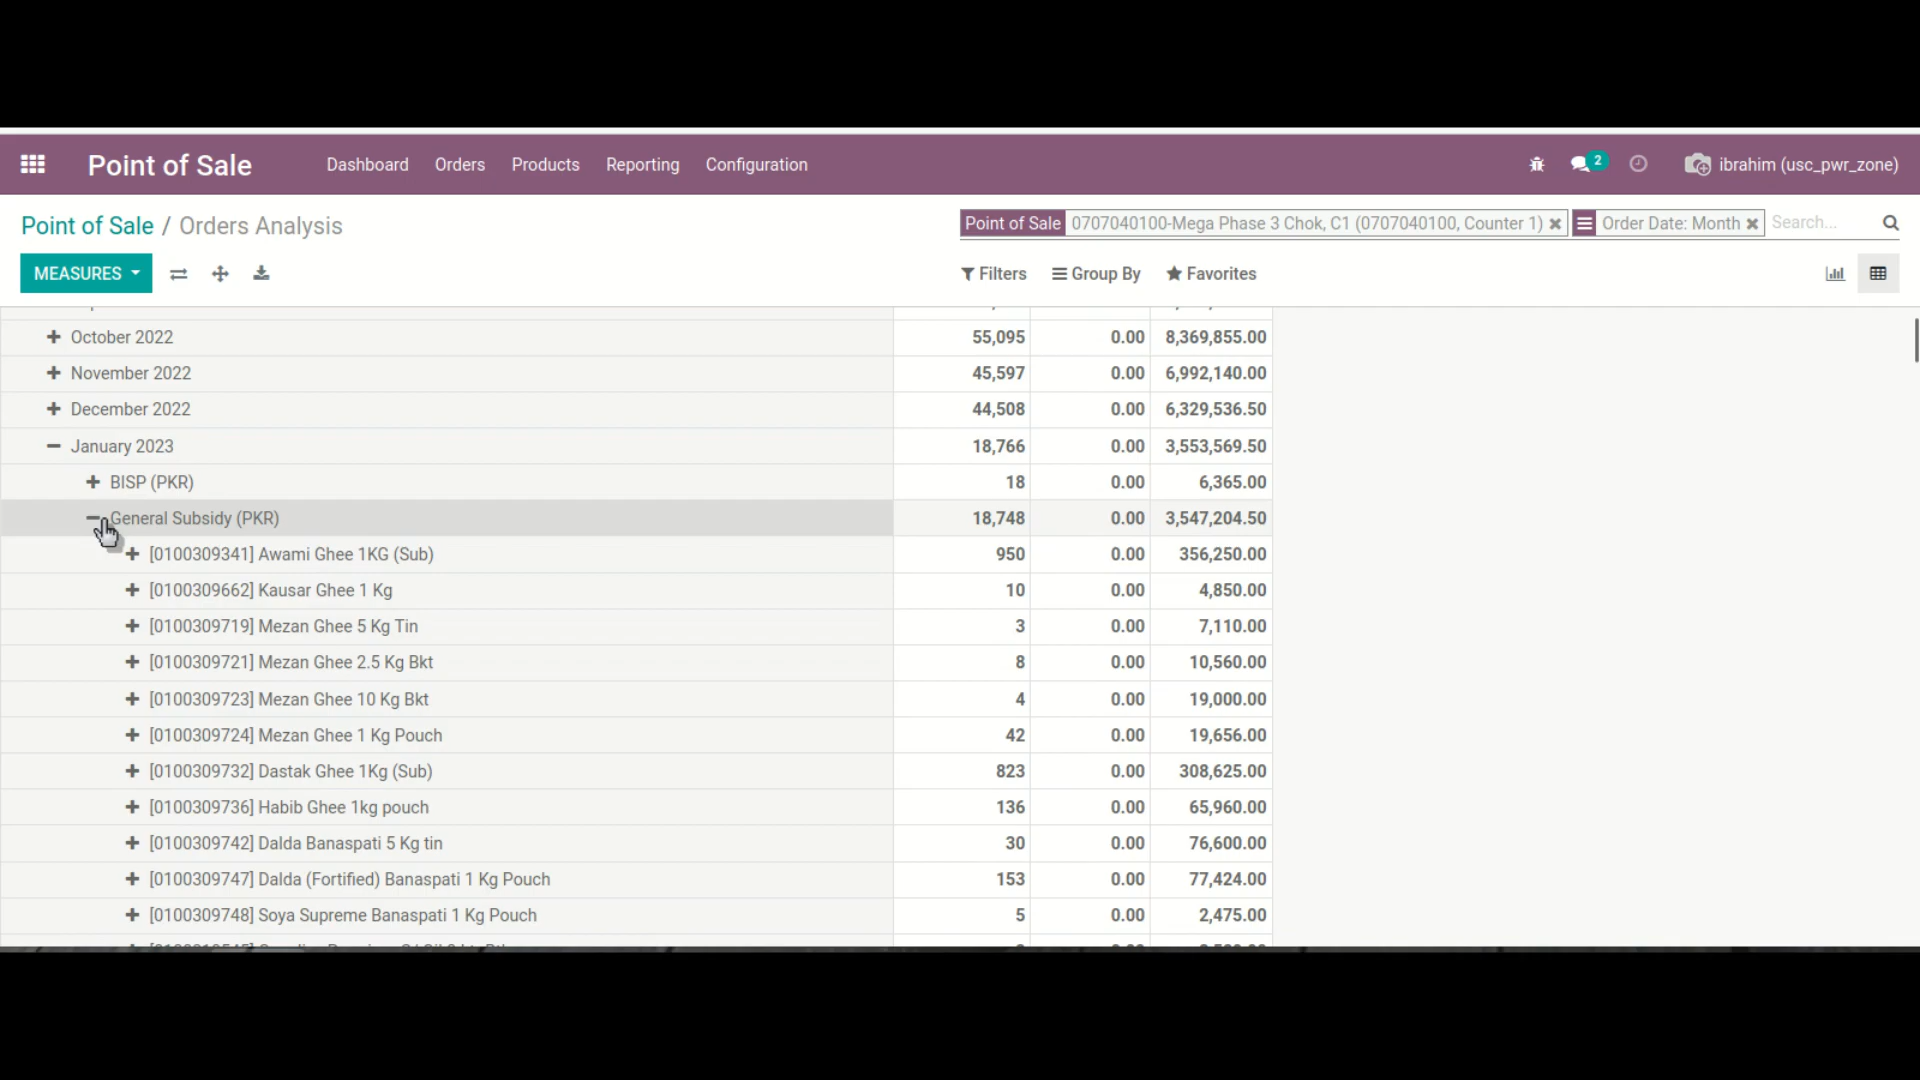 Point of Sale Dashboard Orders Products Reporting Configuration 2 ibrahim (usc_pwr_zone)
Point of Sale / Orders Analysis Point of Sale 0707040100-Mega Phase 3 Chok, C1 (0707040100, Counter 1) Order Date: Month Search...
MEASURES Filters Group By Favorites
October 2022 55,095 0.00 8,369,855.00
November 2022 45,597 0.00 6,992,140.00
December 2022 44,508 0.00 6,329,536.50
January 2023 18,766 0.00 3,553,569.50
BISP (PKR) 18 0.00 6,365.00
General Subsidy (PKR) 18,748 0.00 3,547,204.50
[0100309341] Awami Ghee 1KG (Sub) 950 0.00 356,250.00
[0100309662] Kausar Ghee 1 Kg 10 0.00 4,850.00
[0100309719] Mezan Ghee 5 Kg Tin 3 0.00 7,110.00
[0100309721] Mezan Ghee 2.5 Kg Bkt 8 0.00 10,560.00
[0100309723] Mezan Ghee 10 Kg Bkt 4 0.00 19,000.00
[0100309724] Mezan Ghee 1 Kg Pouch 42 0.00 19,656.00
[0100309732] Dastak Ghee 1Kg (Sub) 823 0.00 308,625.00
[0100309736] Habib Ghee 1kg pouch 136 0.00 65,960.00
[0100309742] Dalda Banaspati 5 Kg tin 30 0.00 76,600.00
[0100309747] Dalda (Fortified) Banaspati 1 Kg Pouch 153 0.00 77,424.00
[0100309748] Soya Supreme Banaspati 1 Kg Pouch 5 0.00 2,475.00